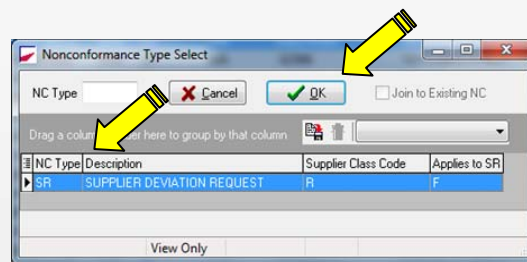 Nonconformance Type Select
NC Type Cancel OK Join to Existing NC
Drag a column header here to group by that column
NC Type Description Supplier Class Code Applies to SR
SR SUPPLIER DEVIATION REQUEST R F
View Only